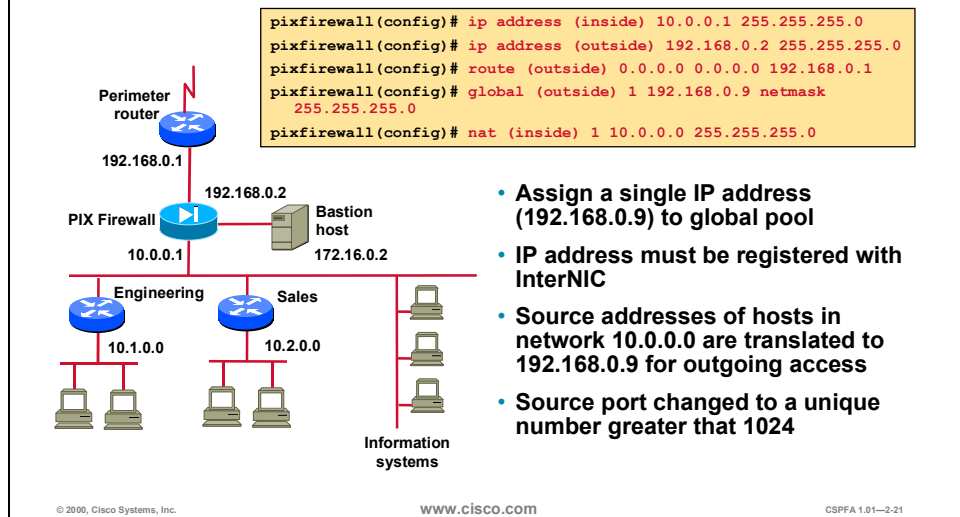 pixfirewall(config)# ip address (inside) 10.0.0.1 255.255.255.0
pixfirewall(config)# ip address (outside) 192.168.0.2 255.255.255.0
pixfirewall(config)# route (outside) 0.0.0.0 0.0.0.0 192.168.0.1
pixfirewall(config)# global (outside) 1 192.168.0.9 netmask
255.255.255.0
pixfirewall(config)# nat (inside) 1 10.0.0.0 255.255.255.0
Perimeter
router
192.168.0.1
192.168.0.2
PIX Firewall
Bastion
host
10.0.0.1
172.16.0.2
Engineering
Sales
10.1.0.0
10.2.0.0
Information
systems
• Assign a single IP address
(192.168.0.9) to global pool
• IP address must be registered with
InterNIC
• Source addresses of hosts in
network 10.0.0.0 are translated to
192.168.0.9 for outgoing access
• Source port changed to a unique
number greater that 1024
© 2000, Cisco Systems, Inc.
www.cisco.com
CSPFA 1.01—2-21